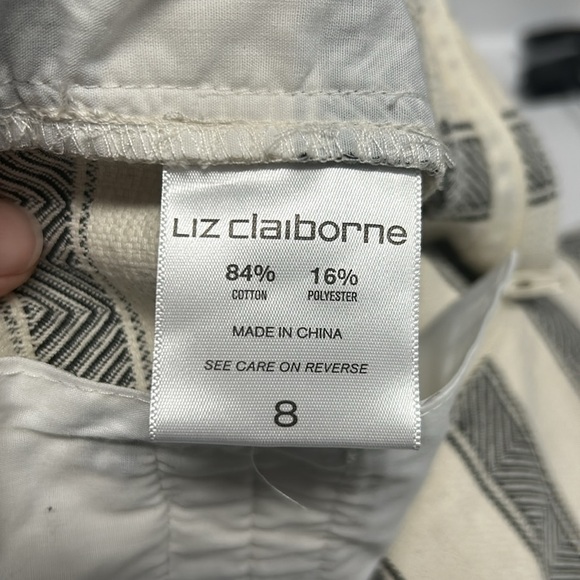 LIZ claiborne
84% 16%
COTTON POLYESTER
MADE IN CHINA
SEE CARE ON REVERSE
8